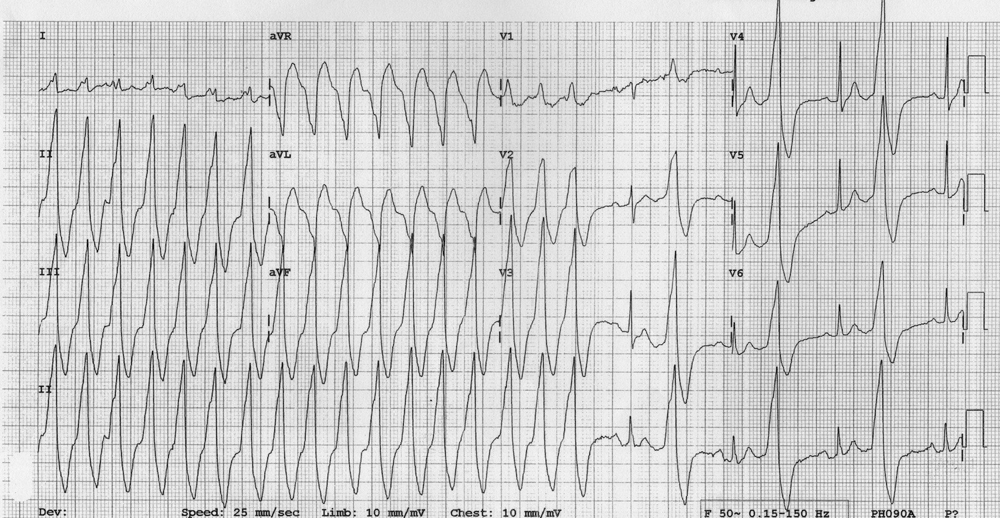 I aVR V1 V4
II aVL V2 V5
III aVF V3 V6
II
Dev: Speed: 25 mm/sec Limb: 10 mm/mV Chest: 10 mm/mV F 50~ 0.15-150 Hz PH090A P?